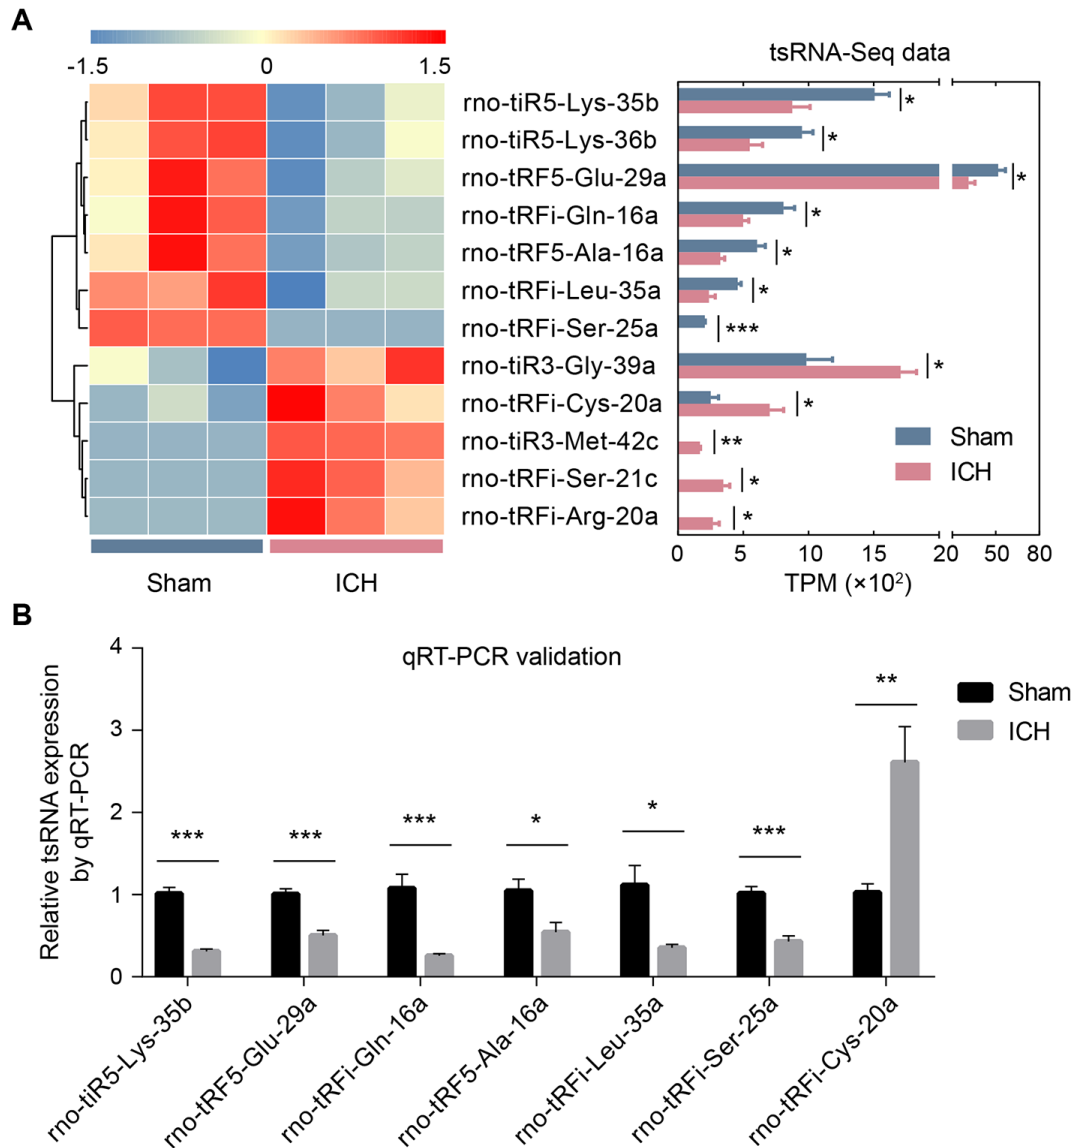 A
-1.5 0 1.5
tsRNA-Seq data
rno-tiR5-Lys-35b *
rno-tiR5-Lys-36b *
rno-tRF5-Glu-29a *
rno-tRFi-Gln-16a *
rno-tRF5-Ala-16a *
rno-tRFi-Leu-35a *
rno-tRFi-Ser-25a ***
rno-tiR3-Gly-39a *
rno-tRFi-Cys-20a *
rno-tiR3-Met-42c **
rno-tRFi-Ser-21c *
rno-tRFi-Arg-20a *
Sham
ICH
0 5 10 15 20 20 50 80
TPM (×10²)
Sham ICH
B
qRT-PCR validation
Relative tsRNA expression
by qRT-PCR
4
3
2
1
0
*** *** *** * * *** **
Sham
ICH
rno-tiR5-Lys-35b
rno-tRF5-Glu-29a
rno-tRFi-Gln-16a
rno-tRF5-Ala-16a
rno-tRFi-Leu-35a
rno-tRFi-Ser-25a
rno-tRFi-Cys-20a